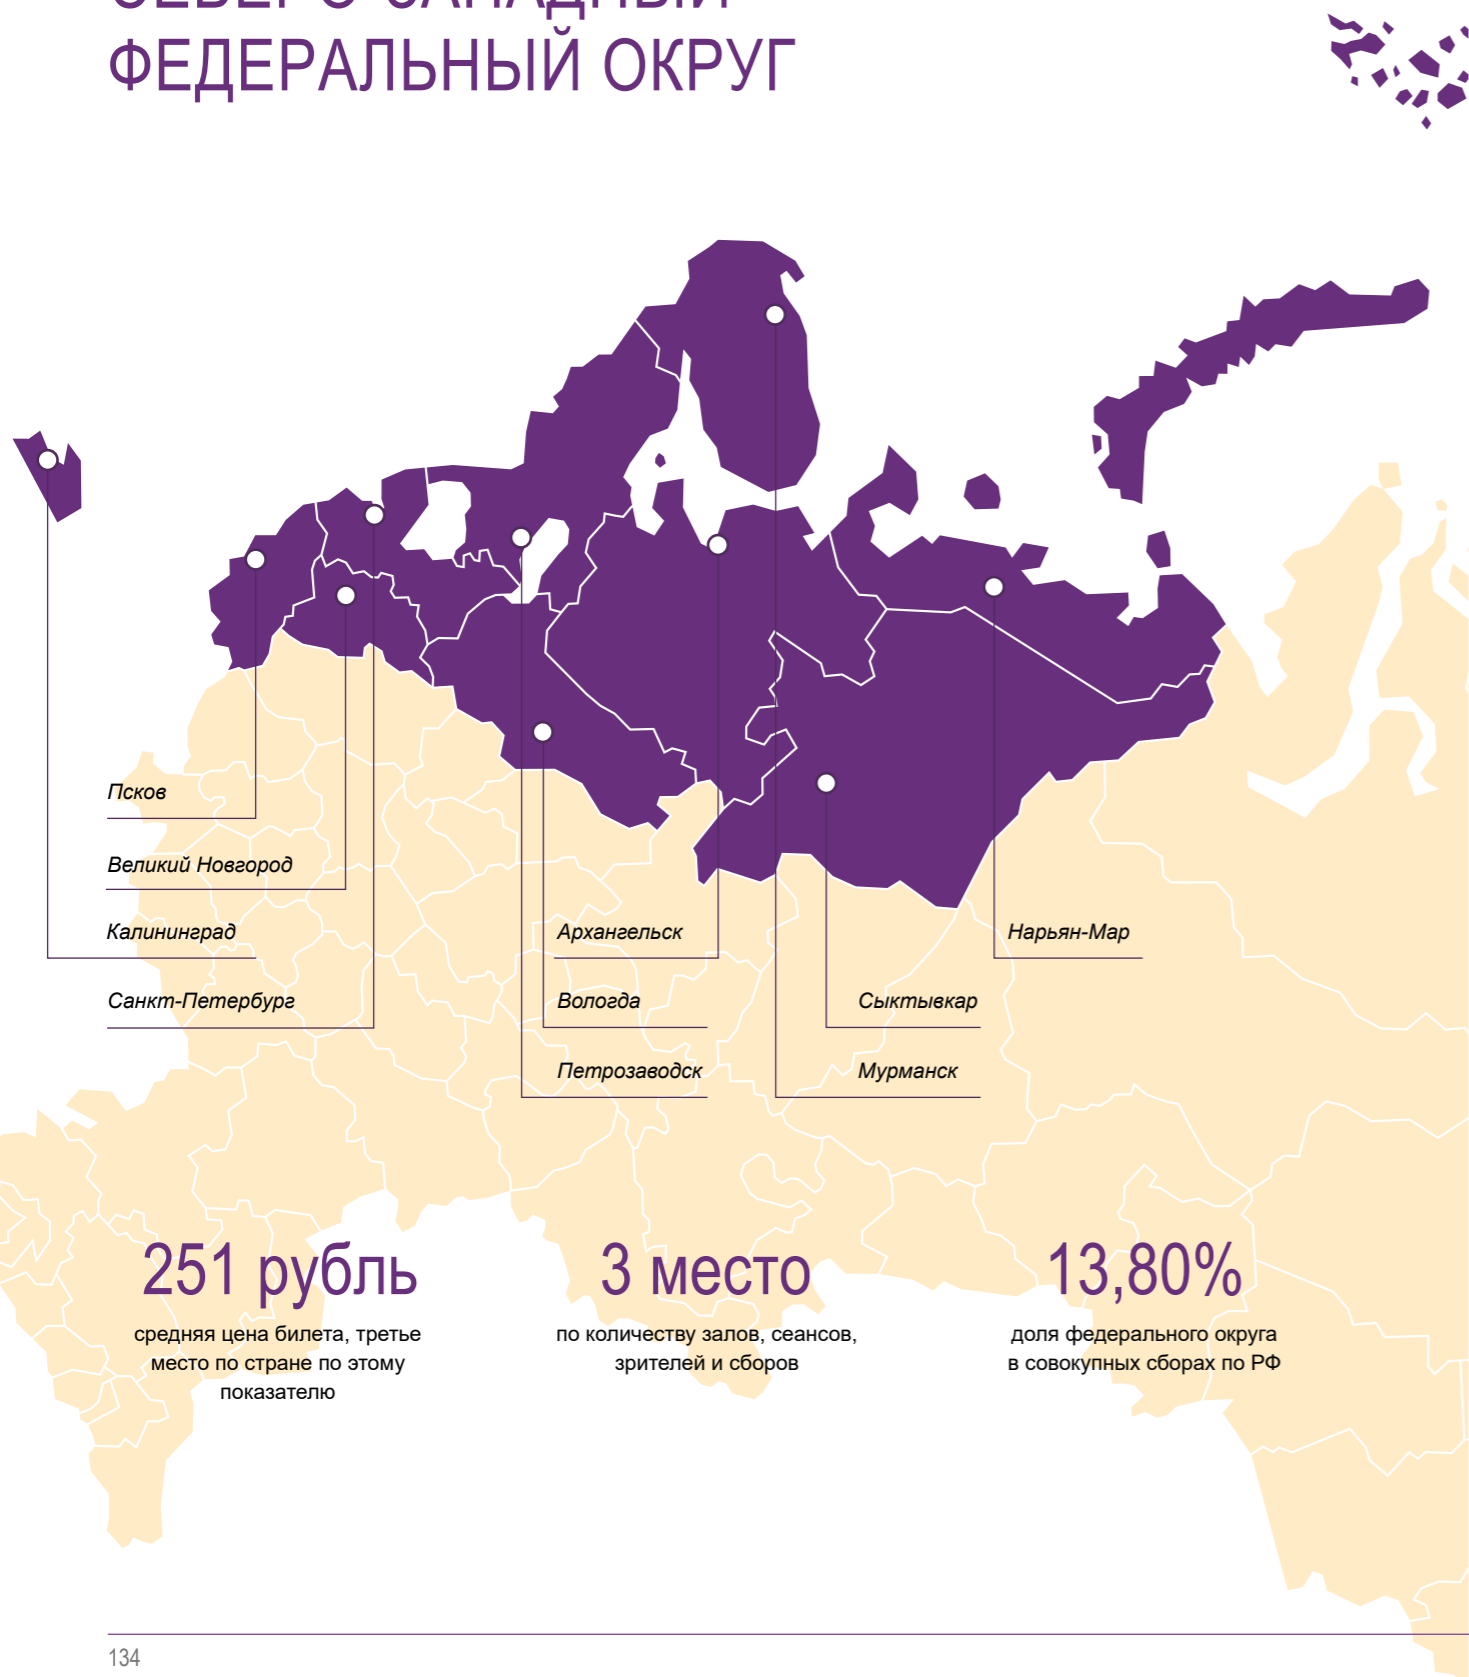 СЕВЕРО-ЗАПАДНЫЙ
ФЕДЕРАЛЬНЫЙ ОКРУГ
Псков
Великий Новгород
Калининград
Санкт-Петербург
Архангельск
Вологда
Петрозаводск
Нарьян-Мар
Сыктывкар
Мурманск
251 рубль
средняя цена билета, третье
место по стране по этому
показателю
3 место
по количеству залов, сеансов,
зрителей и сборов
13,80%
доля федерального округа
в совокупных сборах по РФ
134